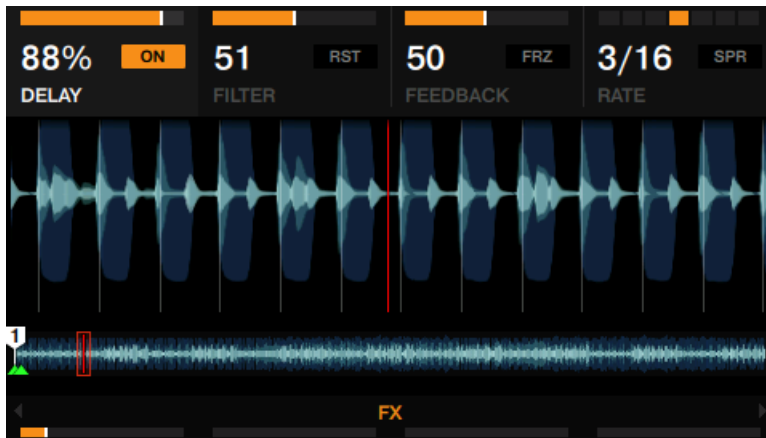 88% ON 51 RST 50 FRZ 3/16 SPR
DELAY FILTER FEEDBACK RATE
1
FX